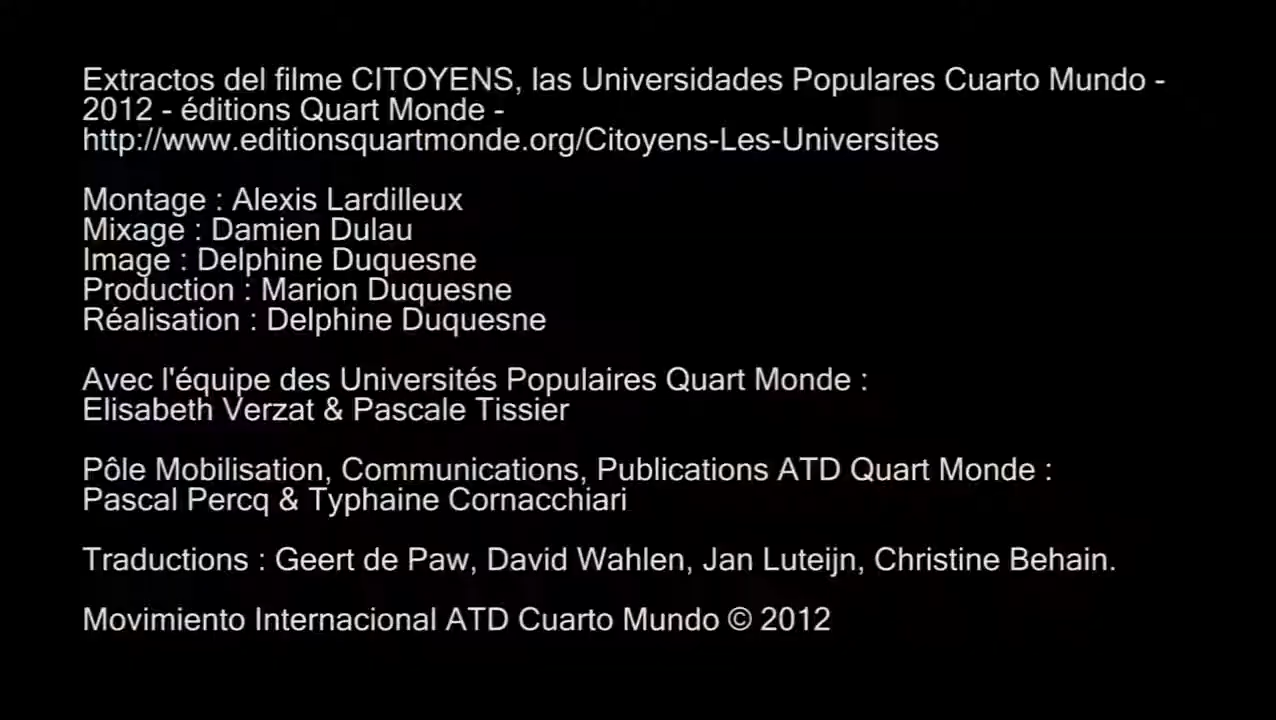 Extractos del filme CITOYENS, las Universidades Populares Cuarto Mundo -
2012 - éditions Quart Monde -
http://www.editionsquartmonde.org/Citoyens-Les-Universites
Montage : Alexis Lardilleux
Mixage : Damien Dulau
Image : Delphine Duquesne
Production : Marion Duquesne
Réalisation : Delphine Duquesne
Avec l'équipe des Universités Populaires Quart Monde :
Elisabeth Verzat & Pascale Tissier
Pôle Mobilisation, Communications, Publications ATD Quart Monde :
Pascal Percq & Typhaine Cornacchiari
Traductions : Geert de Paw, David Wahlen, Jan Luteijn, Christine Behain.
Movimiento Internacional ATD Cuarto Mundo © 2012